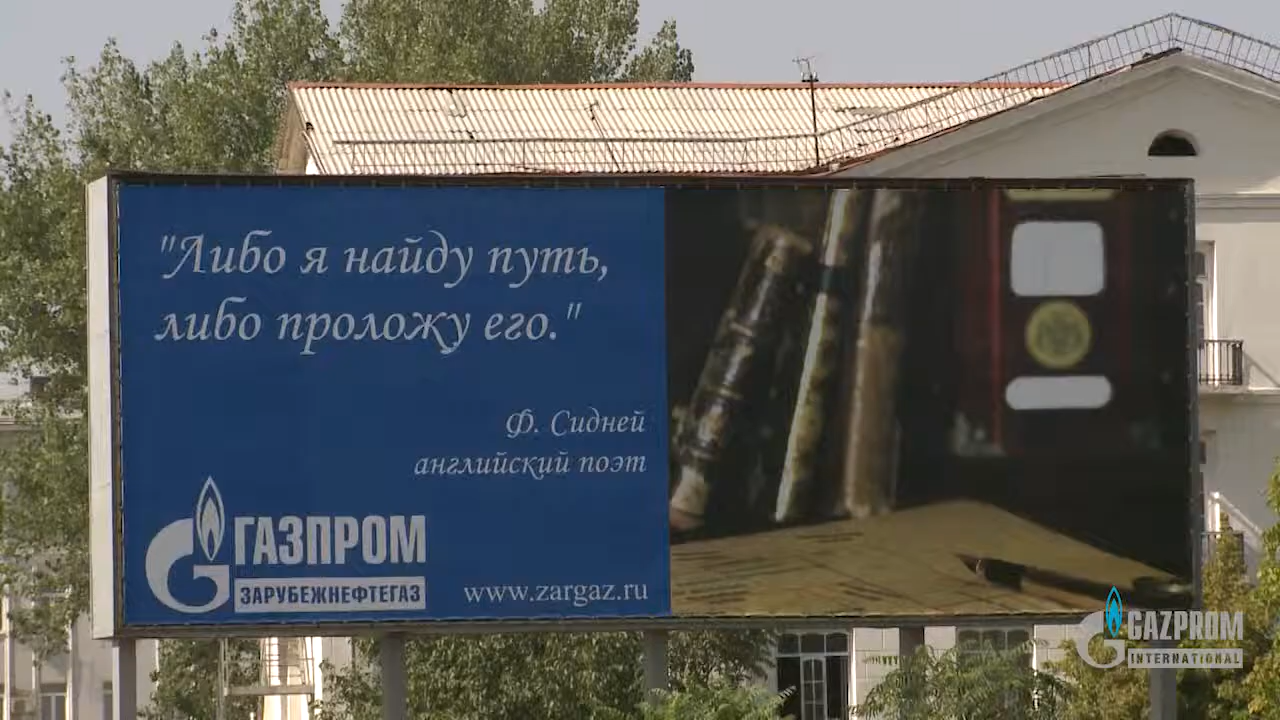 "Либо я найду путь,
либо проложу его."
Ф. Сидней
английский поэт
ГАЗПРОМ
ЗАРУБЕЖНЕФТЕГАЗ
www.zargaz.ru
GAZPROM
INTERNATIONAL